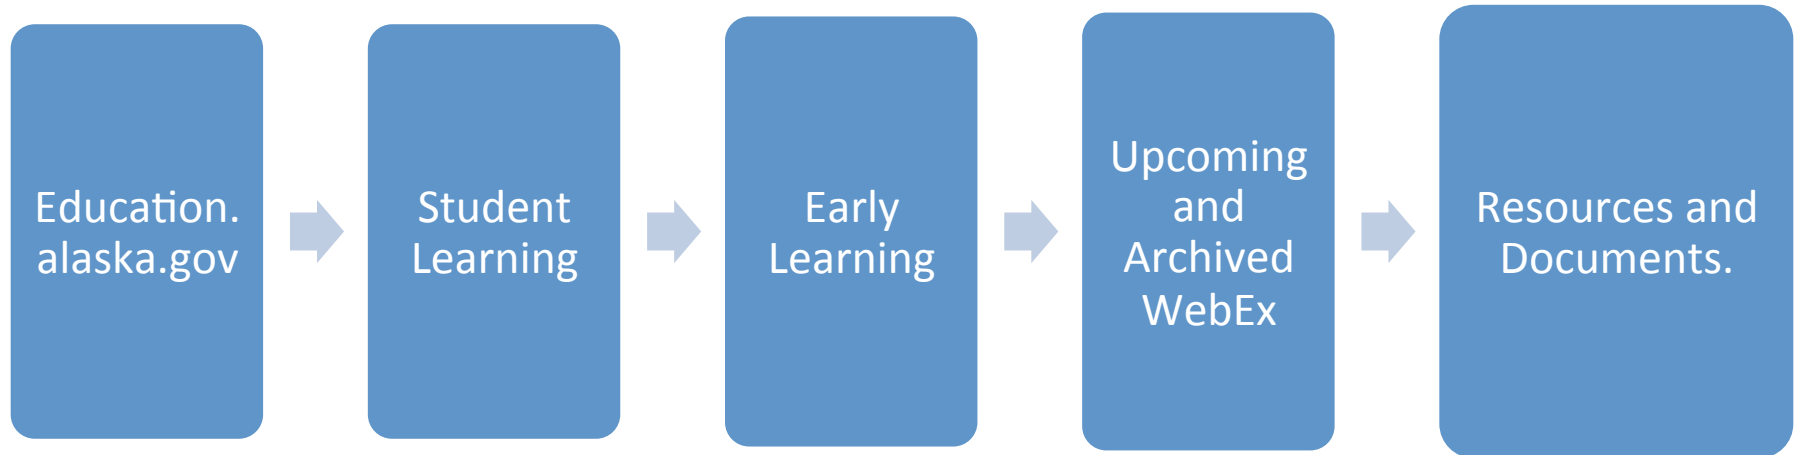 Education.
alaska.gov
Student
Learning
Early
Learning
Upcoming
and
Archived
WebEx
Resources and
Documents.